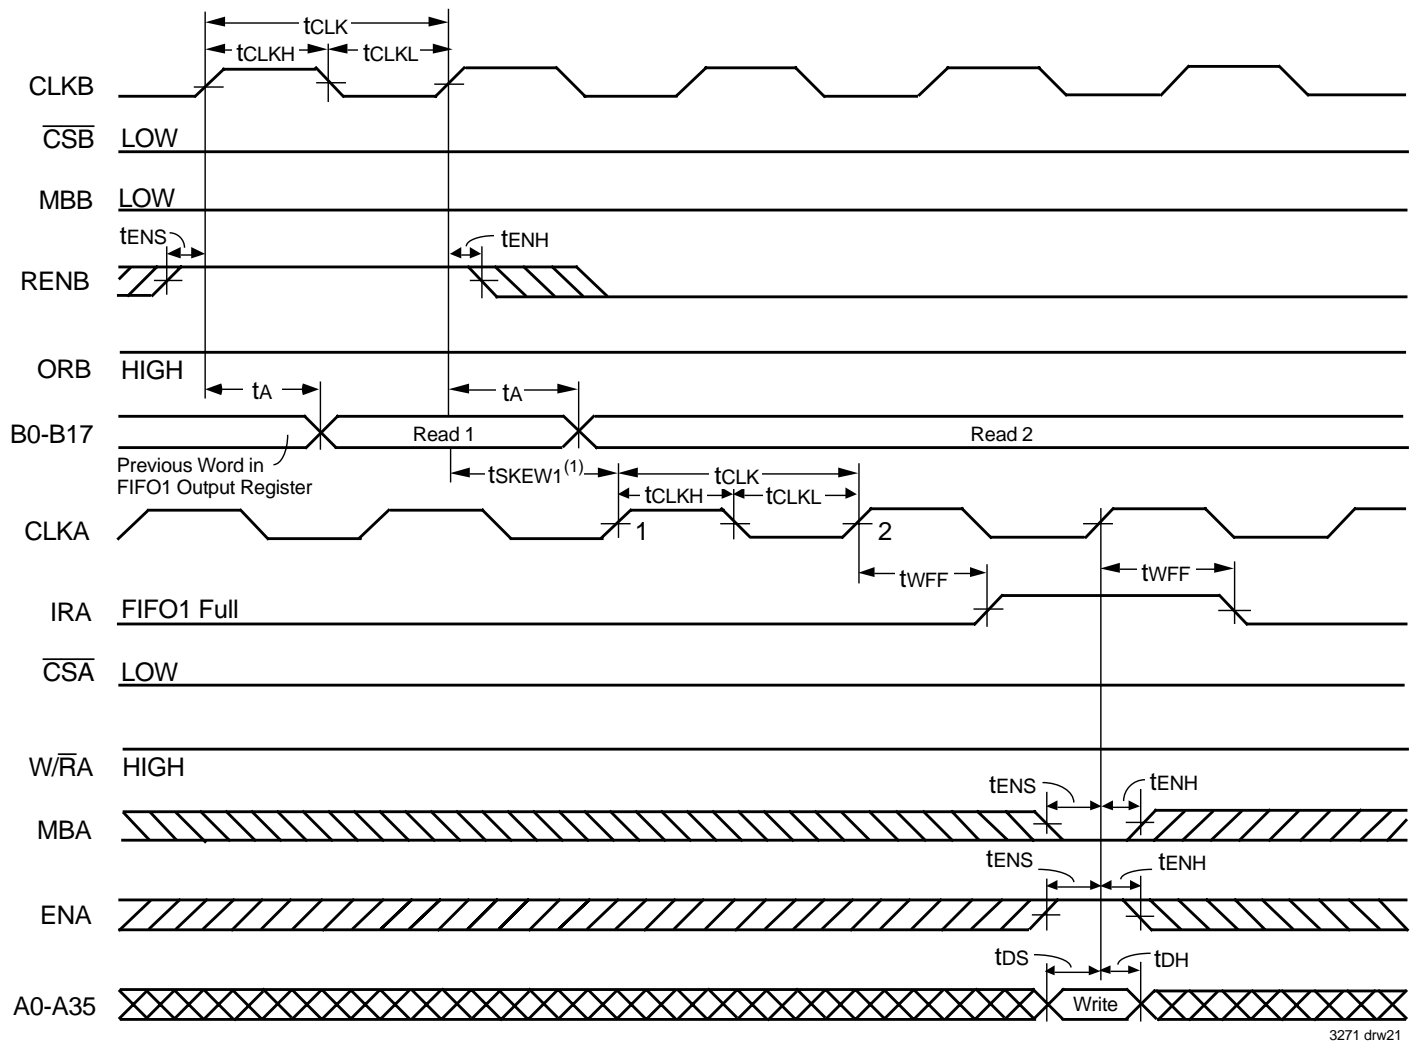 tCLK
tCLKH tCLKL
CLKB
CSB LOW
MBB LOW
tENS tENH
RENB
ORB HIGH
tA tA
B0-B17 Read 1 Read 2
Previous Word in
FIFO1 Output Register
tSKEW1(1) tCLK
tCLKH tCLKL
CLKA 1 2
tWFF tWFF
IRA FIFO1 Full
CSA LOW
W/RA HIGH
tENS tENH
MBA
tENS tENH
ENA
tDS tDH
A0-A35 Write
3271 drw21